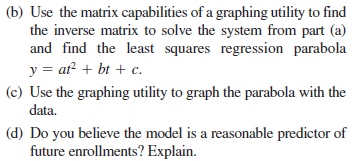 (b) Use the matrix capabilities of a graphing utility to find
the inverse matrix to solve the system from part (a)
and find the least squares regression parabola
y = at² + bt + c.
(c) Use the graphing utility to graph the parabola with the
data.
(d) Do you believe the model is a reasonable predictor of
future enrollments? Explain.